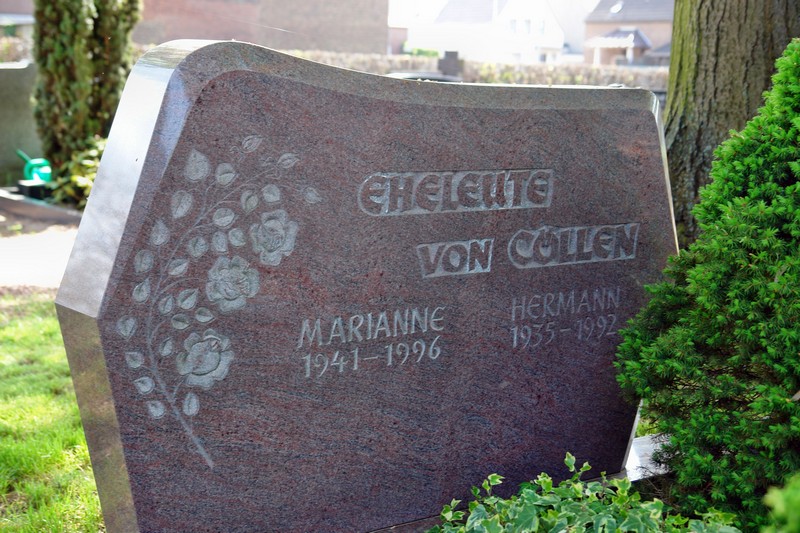 EHELEUTE
VON CÖLLEN
MARIANNE
1941-1996
HERMANN
1935-1992